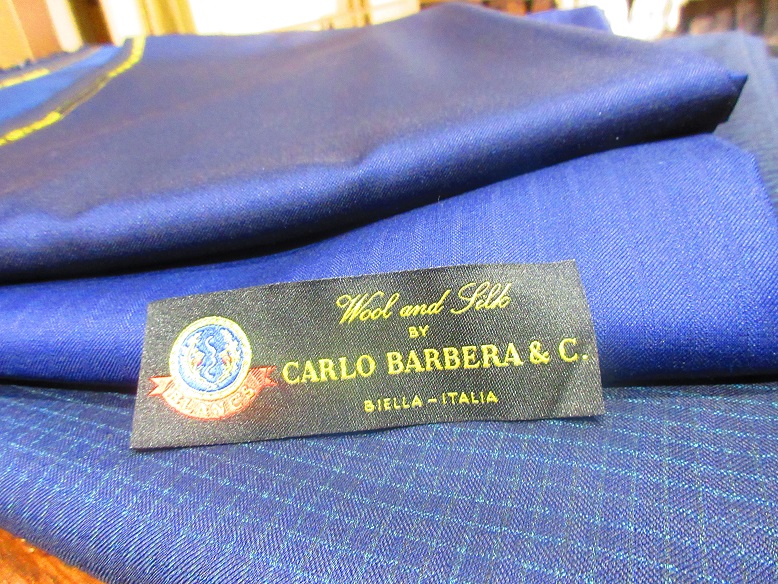 Wool and Silk
BY
CARLO BARBERA & C.
BIELLA - ITALIA